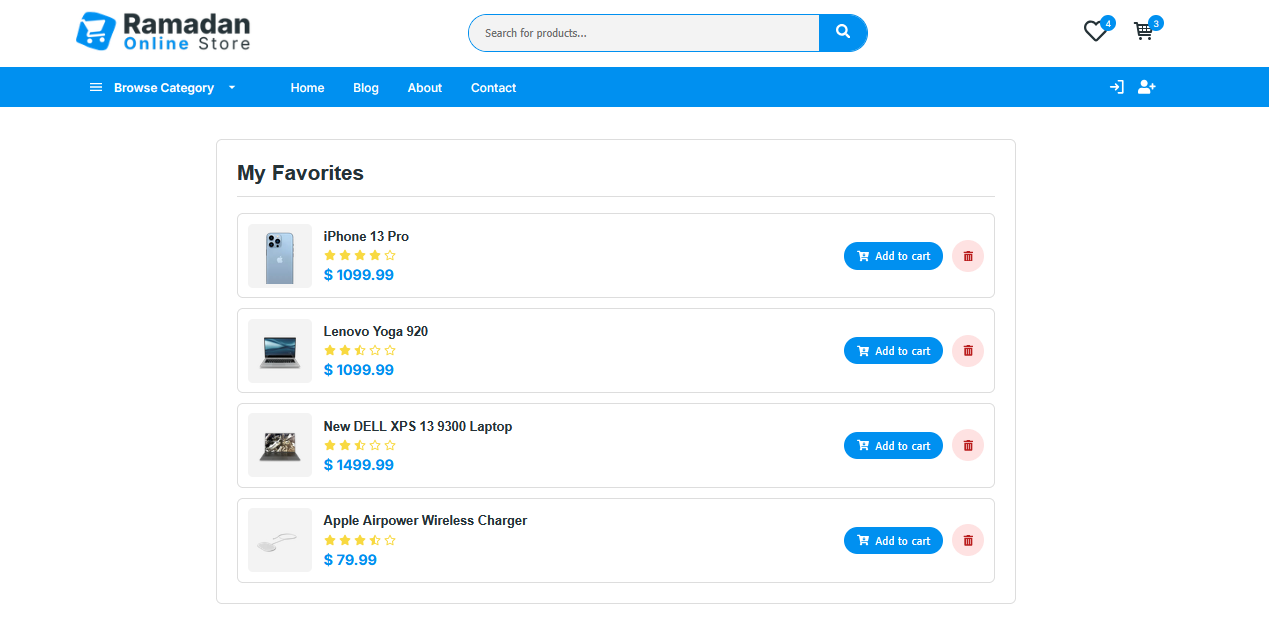 Ramadan
Online Store
Search for products...
4
3
Browse Category
Home
Blog
About
Contact
My Favorites
iPhone 13 Pro
$ 1099.99
Add to cart
Lenovo Yoga 920
$ 1099.99
Add to cart
New DELL XPS 13 9300 Laptop
$ 1499.99
Add to cart
Apple Airpower Wireless Charger
$ 79.99
Add to cart